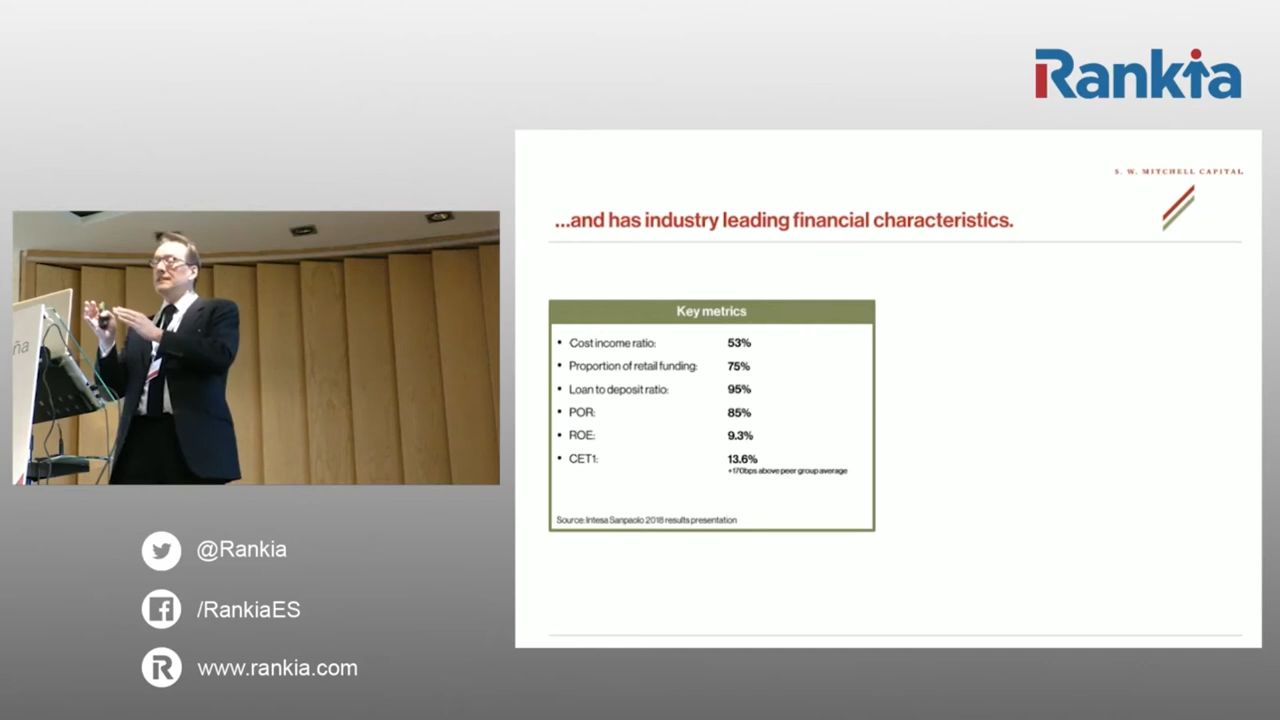 Rankia
S. W. MITCHELL CAPITAL
...and has industry leading financial characteristics.
Key metrics
• Cost income ratio: 53%
• Proportion of retail funding: 75%
• Loan to deposit ratio: 95%
• POR: 85%
• ROE: 9.3%
• CET1: 13.6%
+170bps above peer group average
Source: Intesa Sanpaolo 2018 results presentation
ña
@Rankia
/RankiaES
www.rankia.com